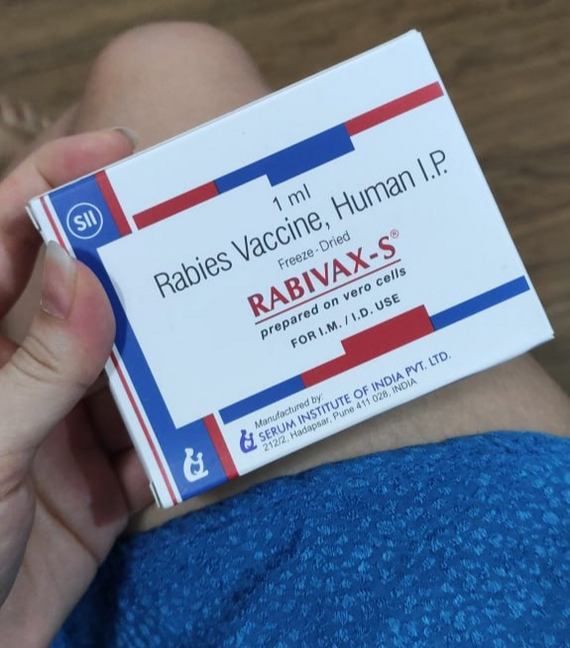 SII
1 ml
Rabies Vaccine, Human I.P.
Freeze-Dried
RABIVAX-S®
prepared on vero cells
FOR I.M. / I.D. USE
Manufactured by:
SERUM INSTITUTE OF INDIA PVT. LTD.
212/2, Hadapsar, Pune 411 028, INDIA